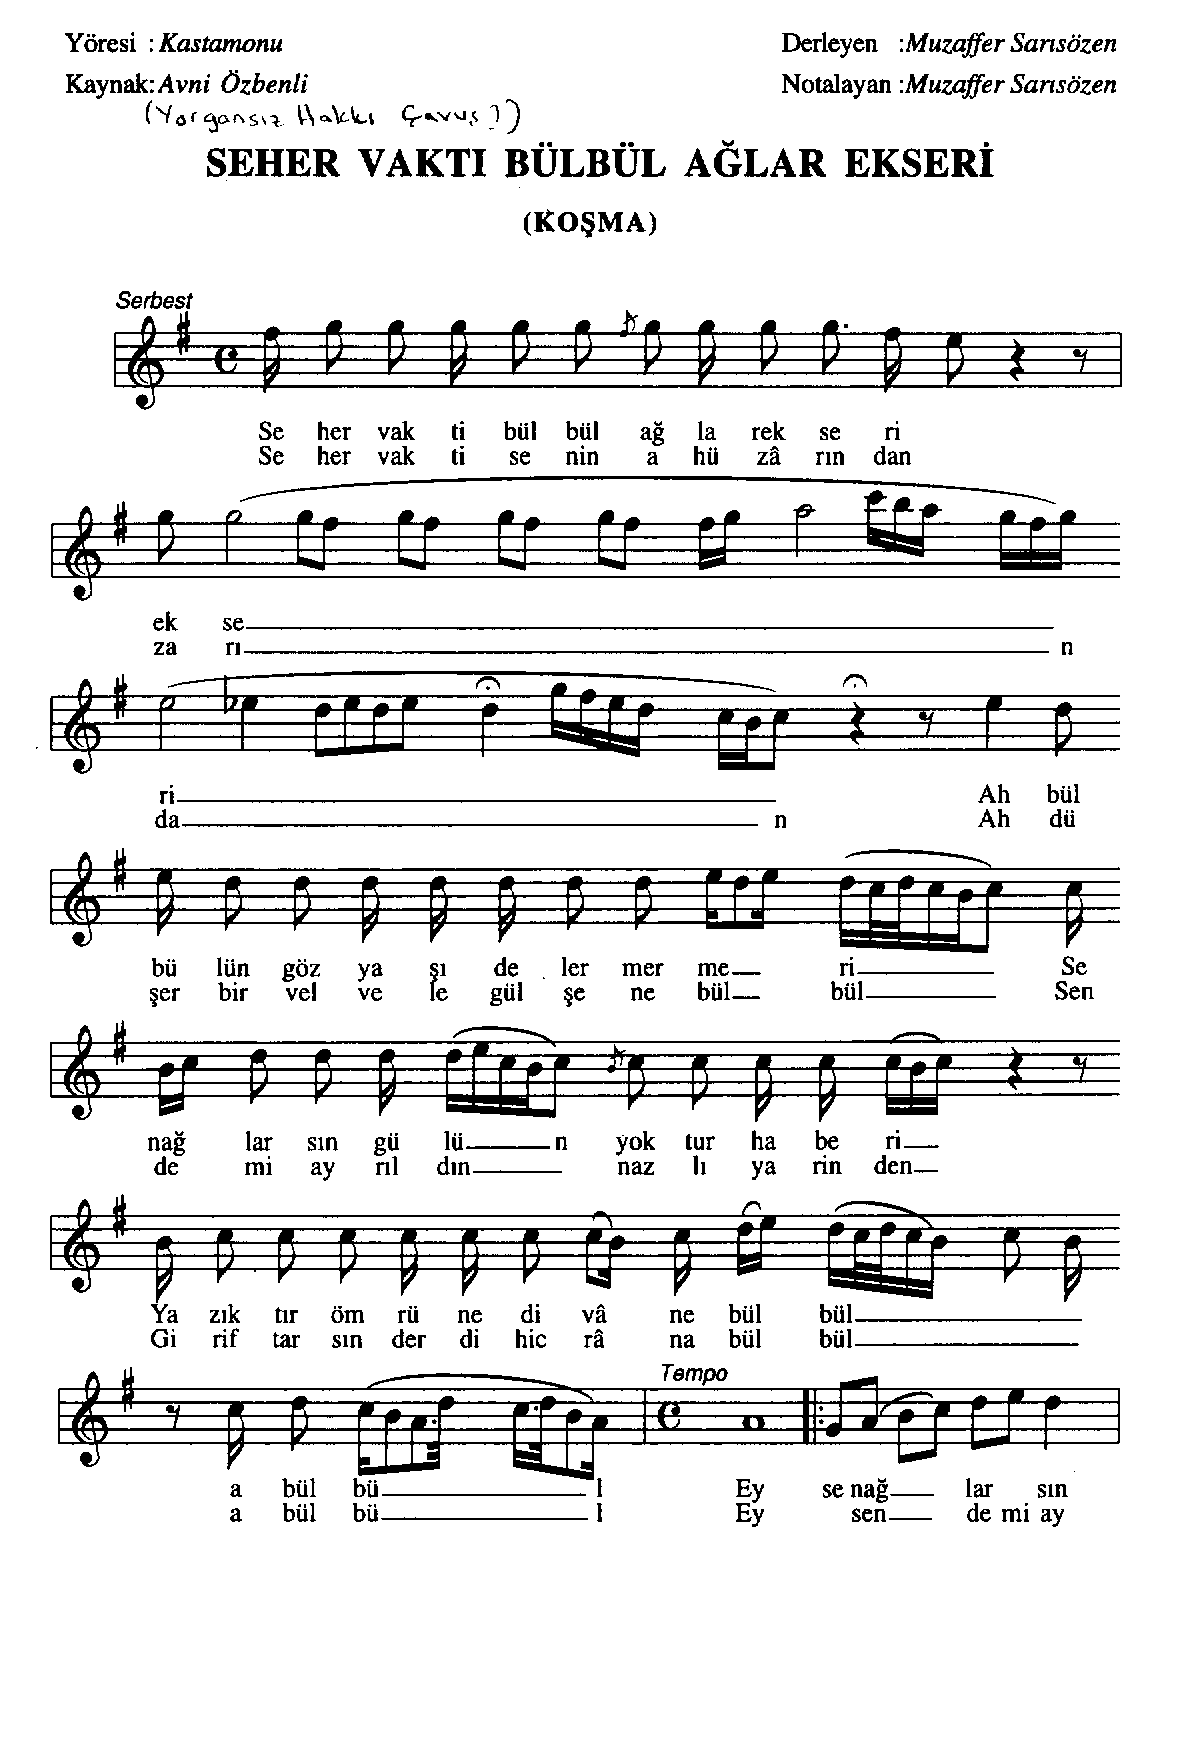 Yöresi : Kastamonu Derleyen :Muzaffer Sarısözen
Kaynak:Avni Özbenli Notalayan :Muzaffer Sarısözen
(Yorgansız Hakkı Çavuş?)
SEHER VAKTI BÜLBÜL AĞLAR EKSERİ
(KOŞMA)
Serbest
Se her vak ti bül bül ağ la rek se ri
Se her vak ti se nin a hü zâ rın dan
ek se
za rı n
ri Ah bül
da n Ah dü
bü lün göz ya şı de ler mer me ri Se
şer bir vel ve le gül şe ne bül bül Sen
nağ lar sın gü lü n yok tur ha be ri
de mi ay rıl dın naz lı ya rin den
Ya zık tır öm rü ne di vâ ne bül bül
Gi rif tar sın der di hic râ na bül bül
Tempo
a bül bü l Ey se nağ lar sın
a bül bü l Ey sen de mi ay